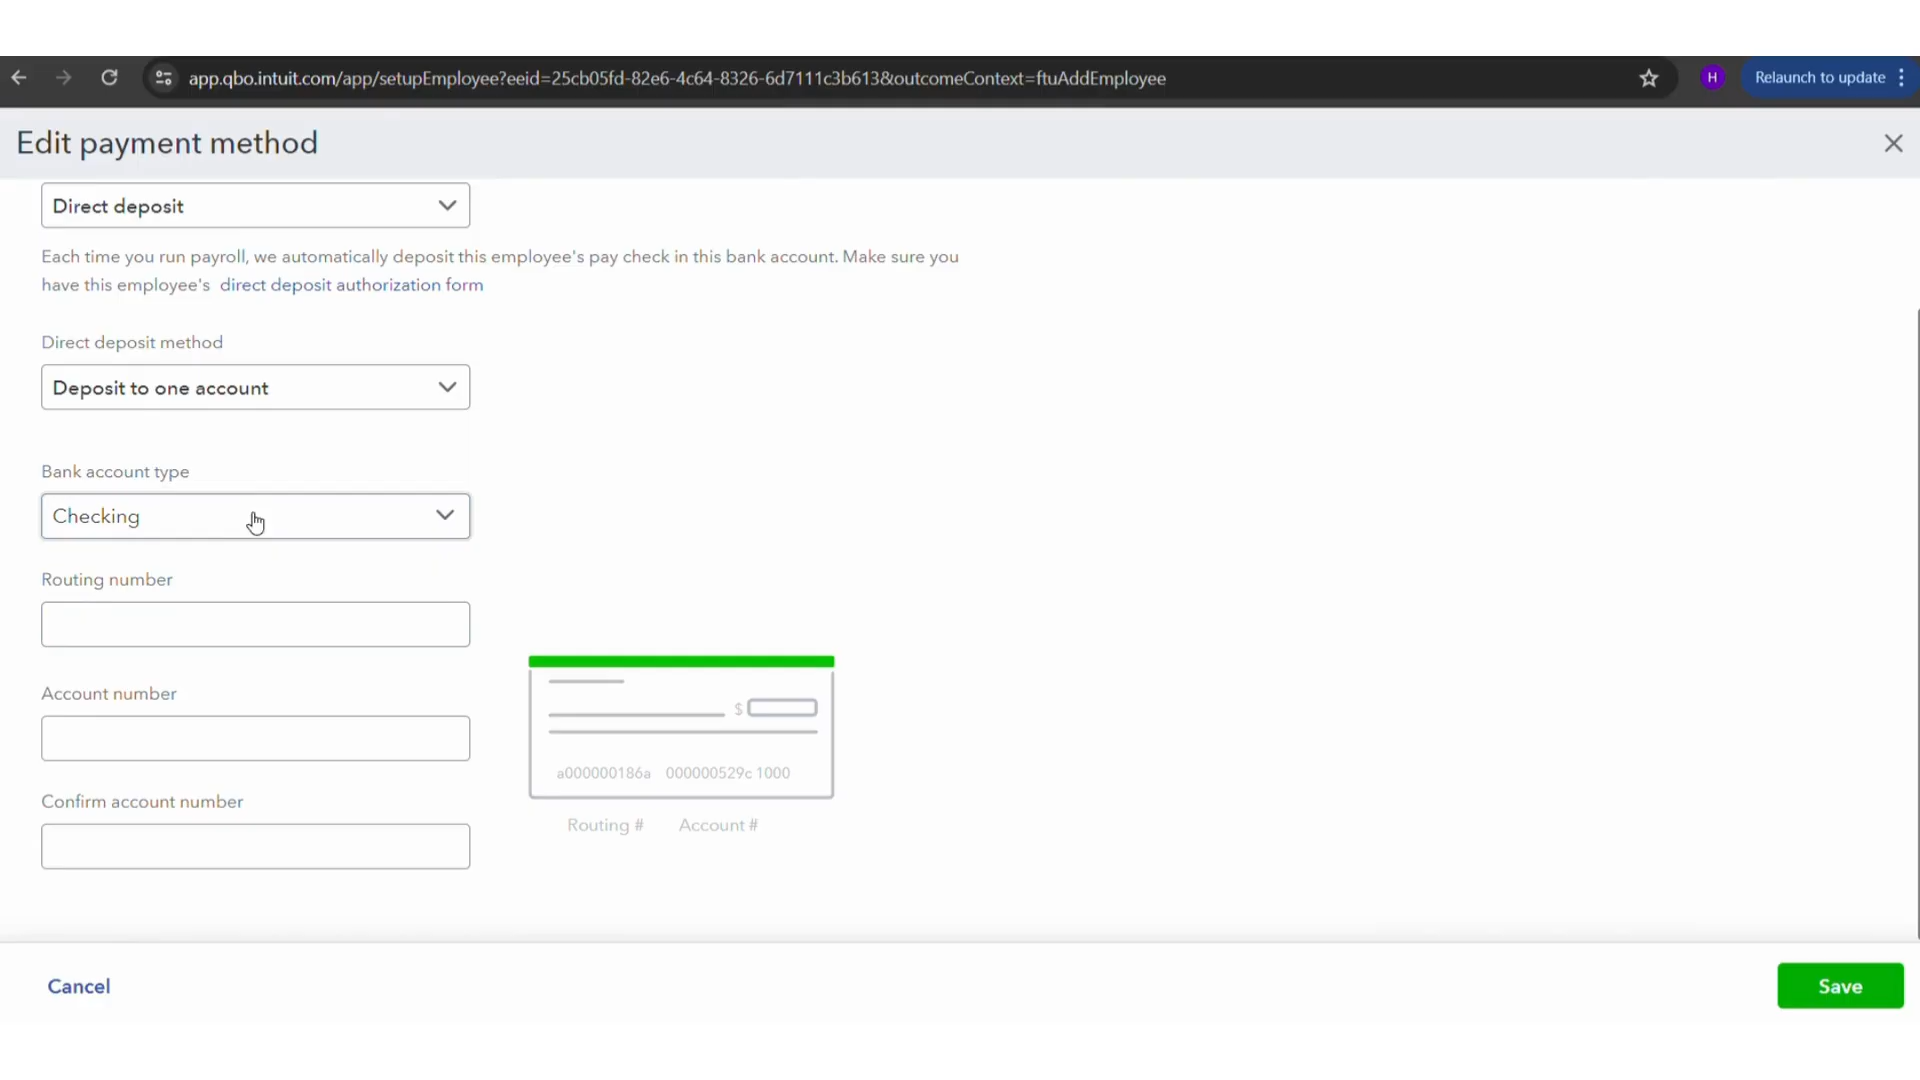 app.qbo.intuit.com/app/setupEmployee?eeid=25cb05fd-82e6-4c64-8326-6d7111c3b613&outcomeContext=ftuAddEmployee
H
Relaunch to update
Edit payment method
Direct deposit
Each time you run payroll, we automatically deposit this employee's pay check in this bank account. Make sure you
have this employee's direct deposit authorization form
Direct deposit method
Deposit to one account
Bank account type
Checking
Routing number
Account number
$
a000000186a 000000529c 1000
Confirm account number
Routing # Account #
Cancel
Save